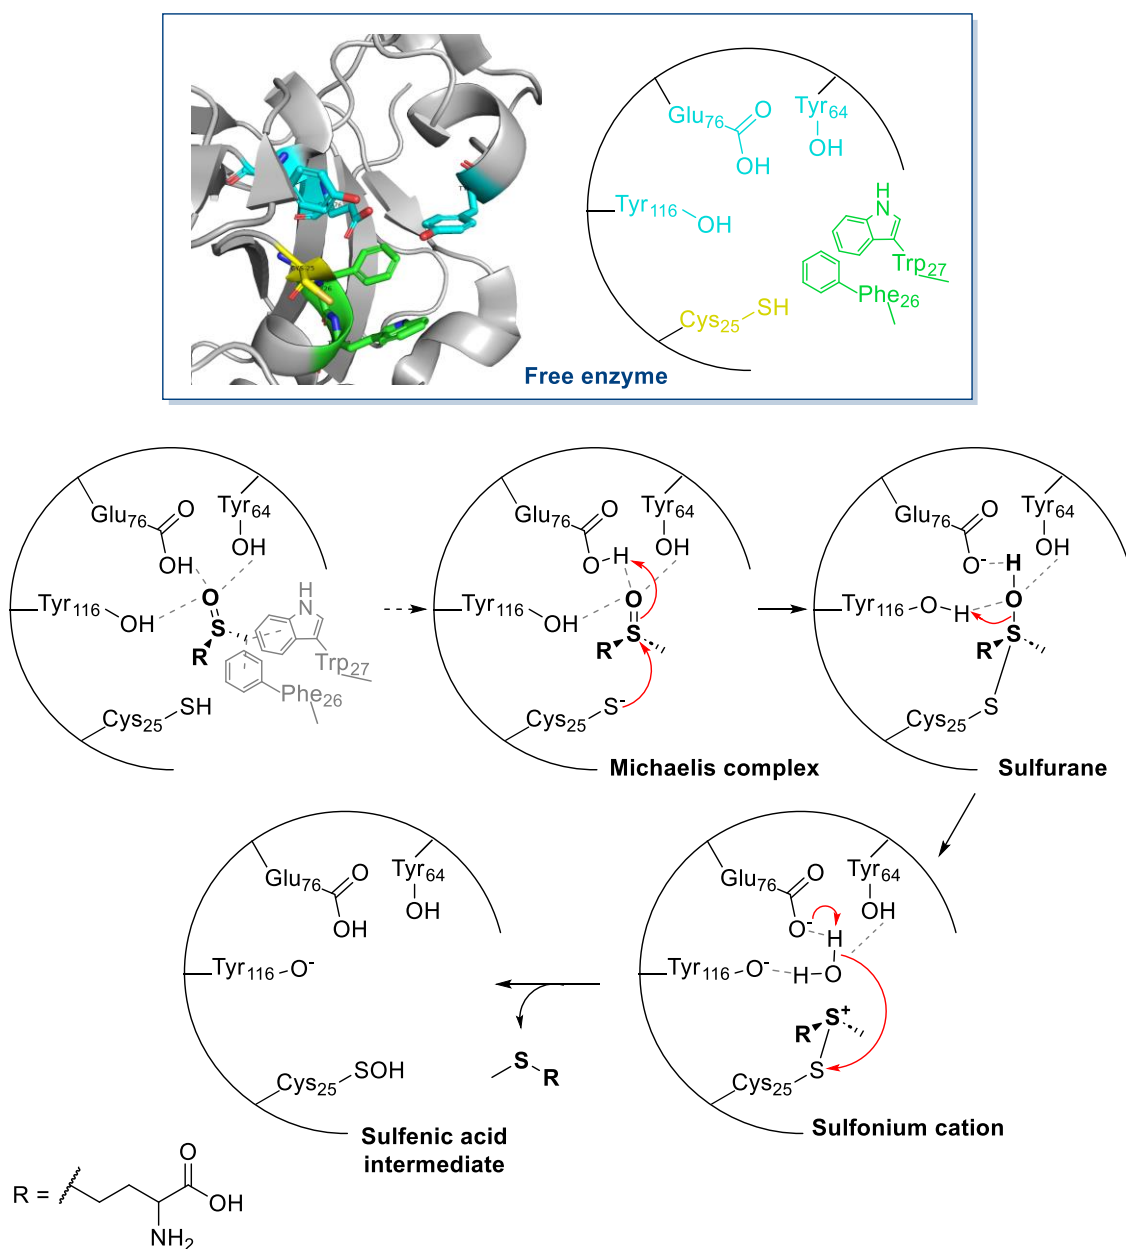 Glu76
O
OH
Tyr64
OH
Tyr116
OH
H
N
Trp27
Phe26
Cys25
SH
Free enzyme
Glu76
O
OH
Tyr64
OH
Tyr116
OH
O
S
R
H
N
Trp27
Phe26
Cys25
SH
Glu76
O
O
H
Tyr64
OH
Tyr116
OH
O
S
R
Cys25
S-
Michaelis complex
Glu76
O
O-
H
Tyr64
OH
Tyr116
O
H
O
S
R
Cys25
S
Sulfurane
Glu76
O
OH
Tyr64
OH
Tyr116
O-
Cys25
SOH
Sulfenic acid
intermediate
S
R
Glu76
O
O-
H
Tyr64
OH
Tyr116
O-
H
O
S+
R
Cys25
S
Sulfonium cation
R =
O
OH
NH2